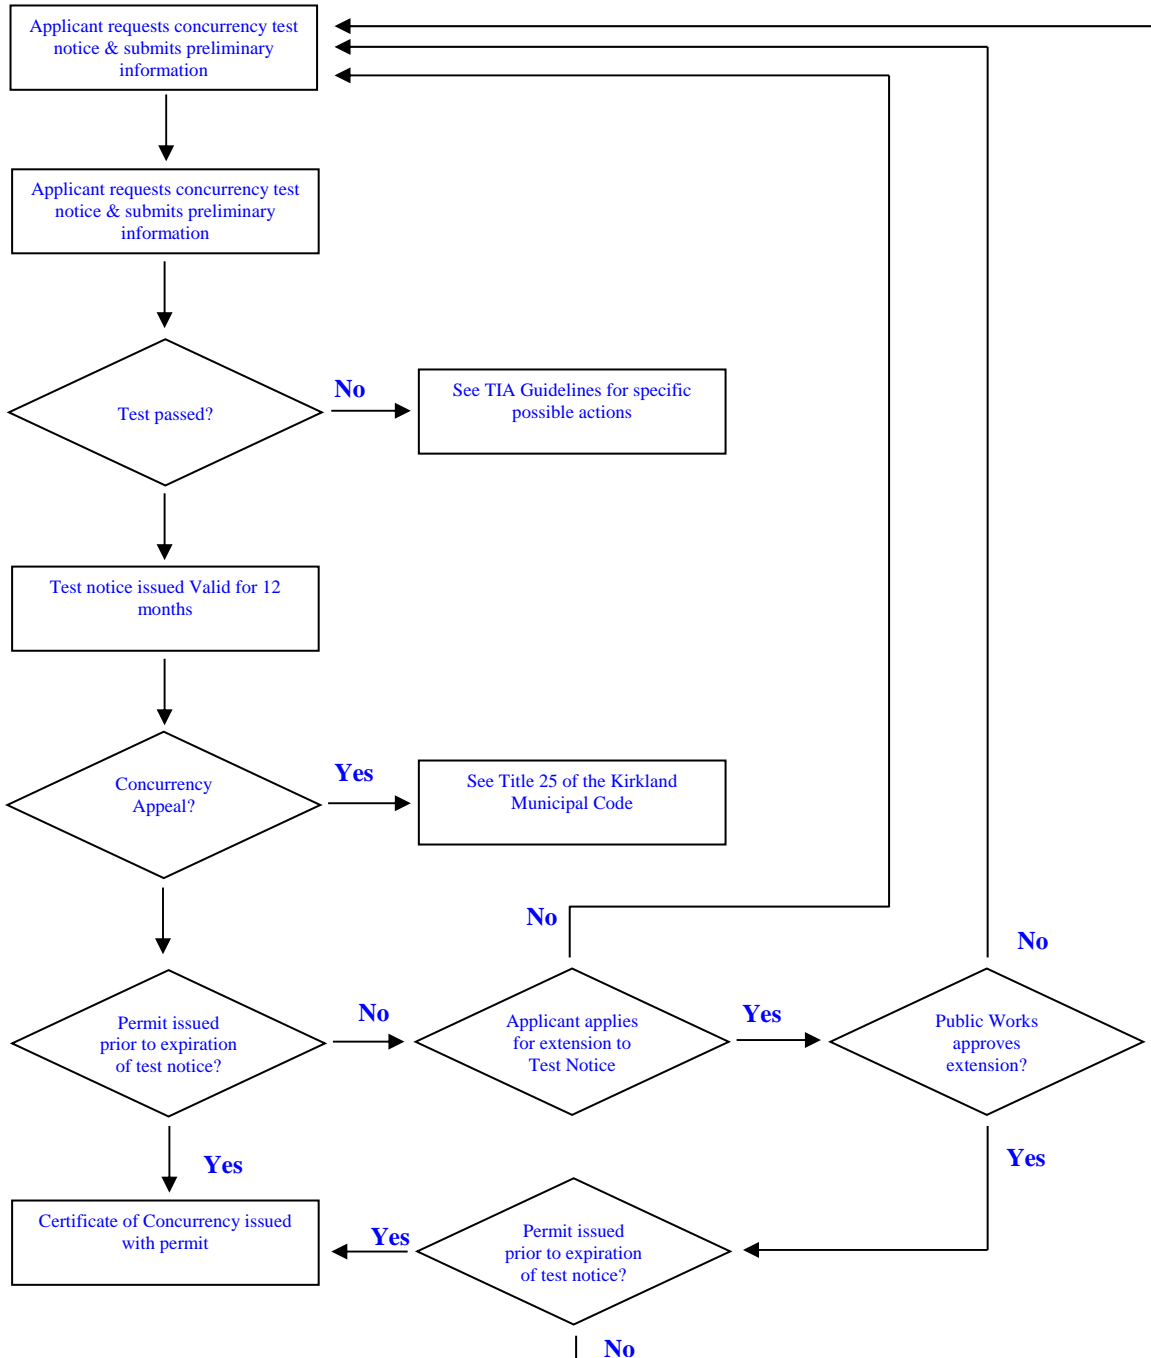 Applicant requests concurrency test
notice & submits preliminary
information
Applicant requests concurrency test
notice & submits preliminary
information
Test passed?
No
See TIA Guidelines for specific
possible actions
Test notice issued Valid for 12
months
Concurrency
Appeal?
Yes
See Title 25 of the Kirkland
Municipal Code
No
No
Permit issued
prior to expiration
of test notice?
No
Applicant applies
for extension to
Test Notice
Yes
Public Works
approves
extension?
Yes
Yes
Certificate of Concurrency issued
with permit
Yes
Permit issued
prior to expiration
of test notice?
No